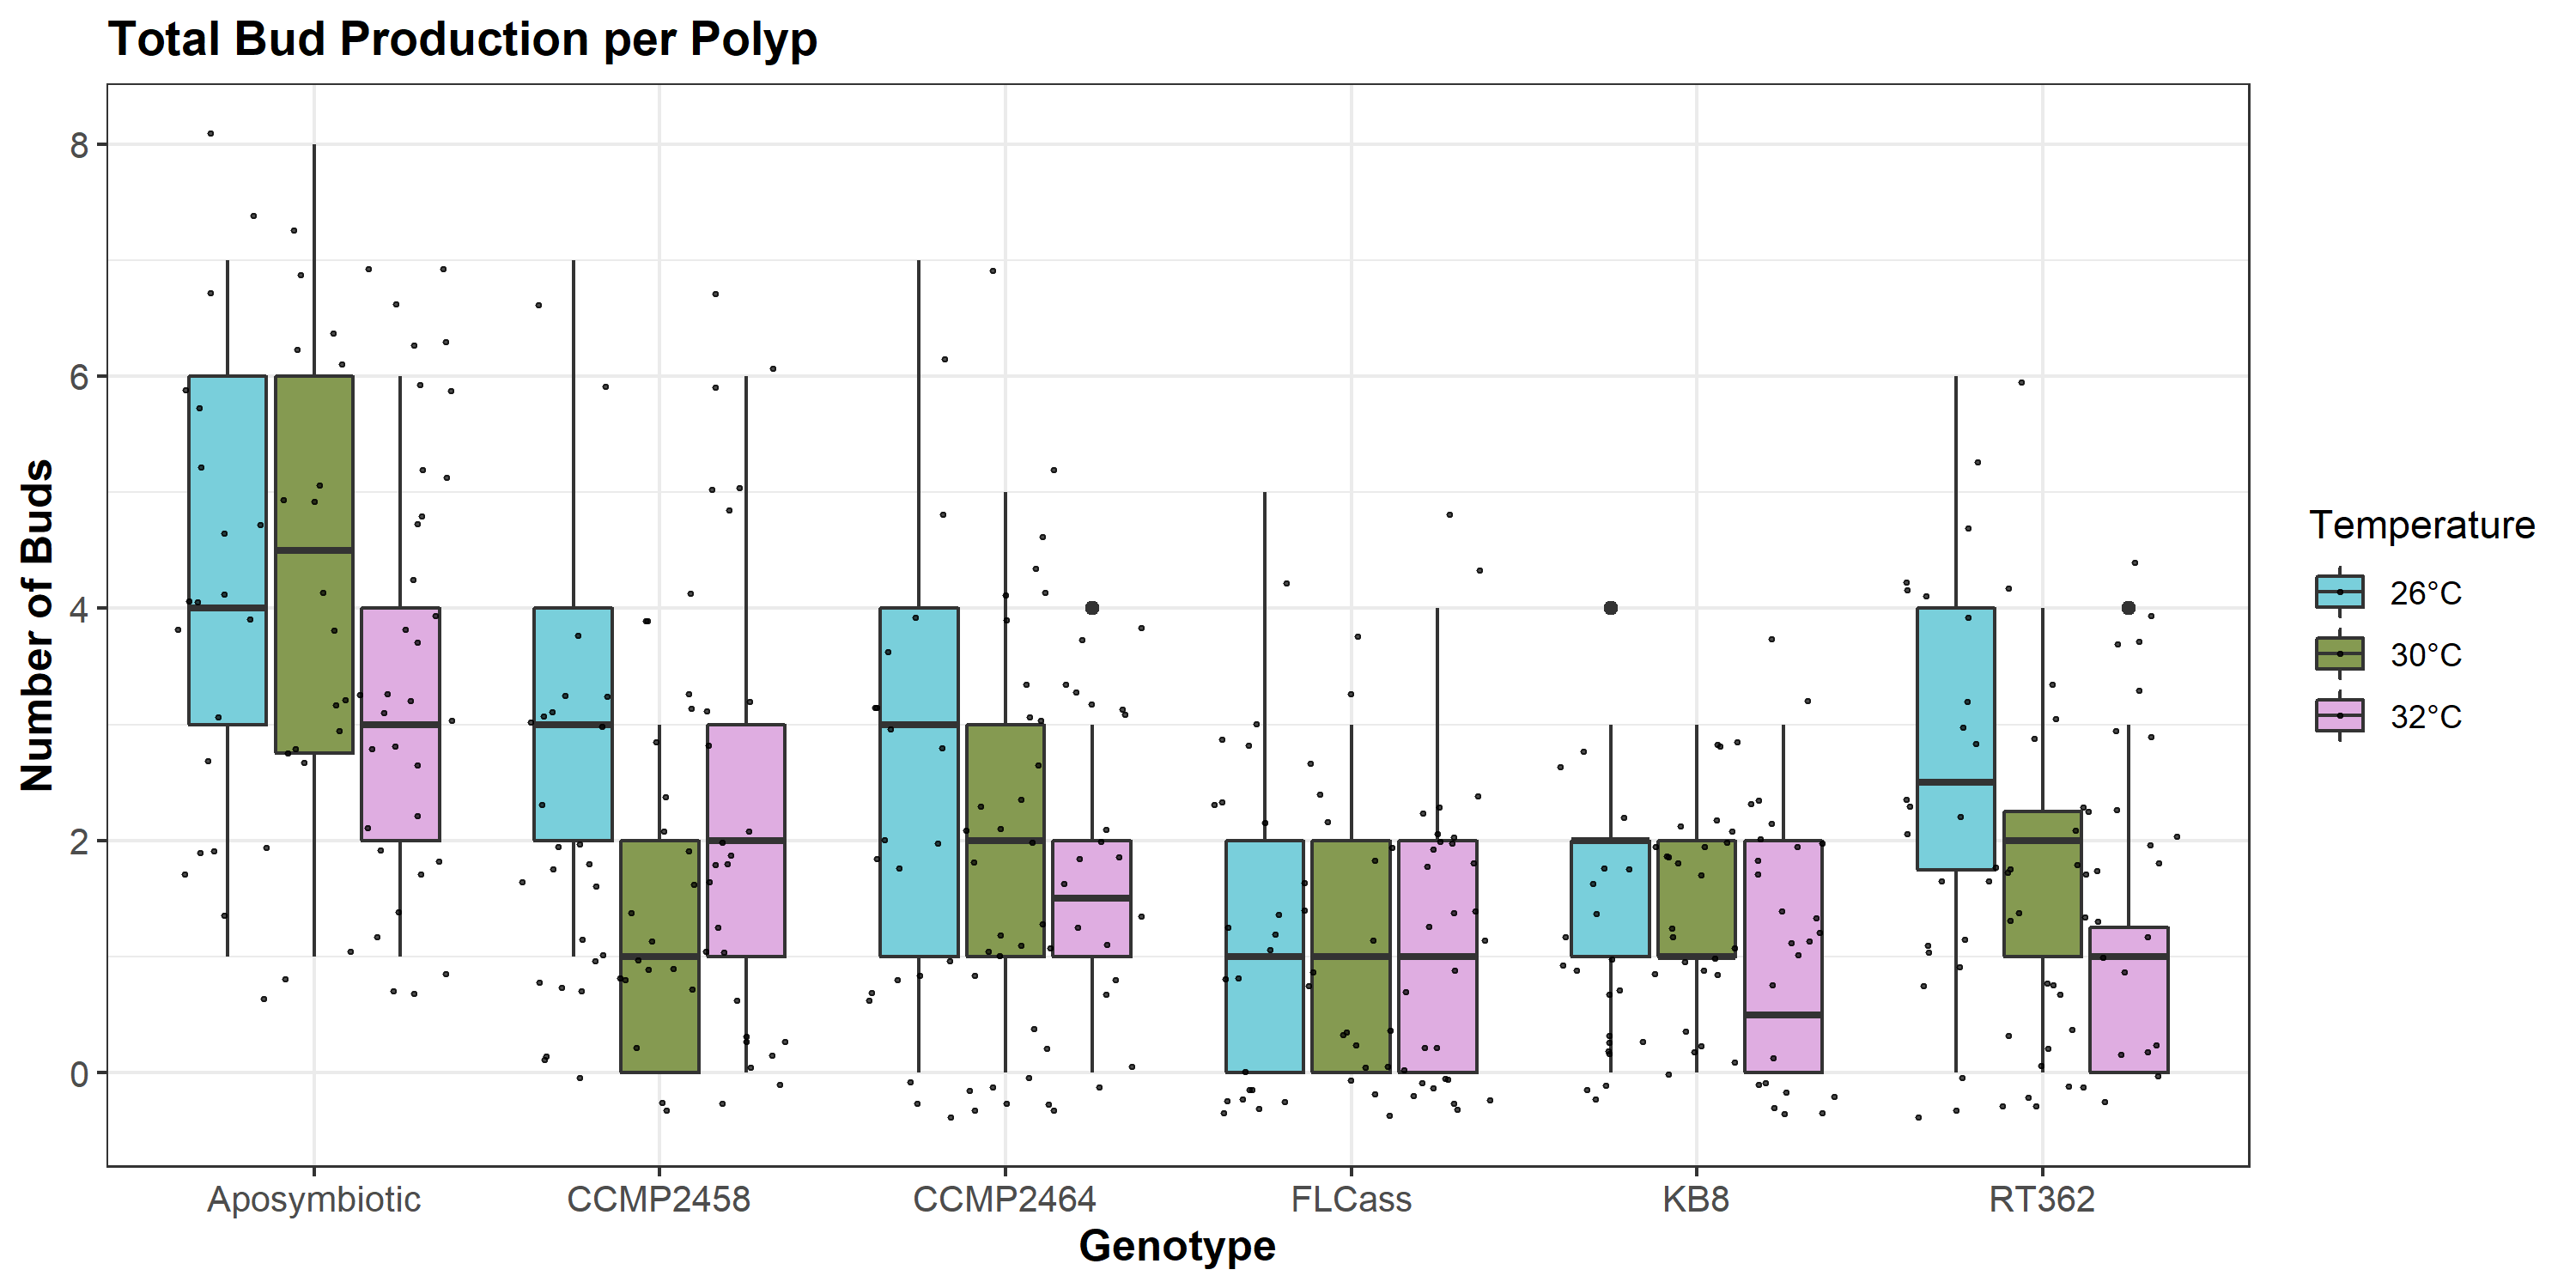 Total Bud Production per Polyp
Number of Buds
8
6
4
2
0
Aposymbiotic
CCMP2458
CCMP2464
FLCass
KB8
RT362
Genotype
Temperature
26°C
30°C
32°C